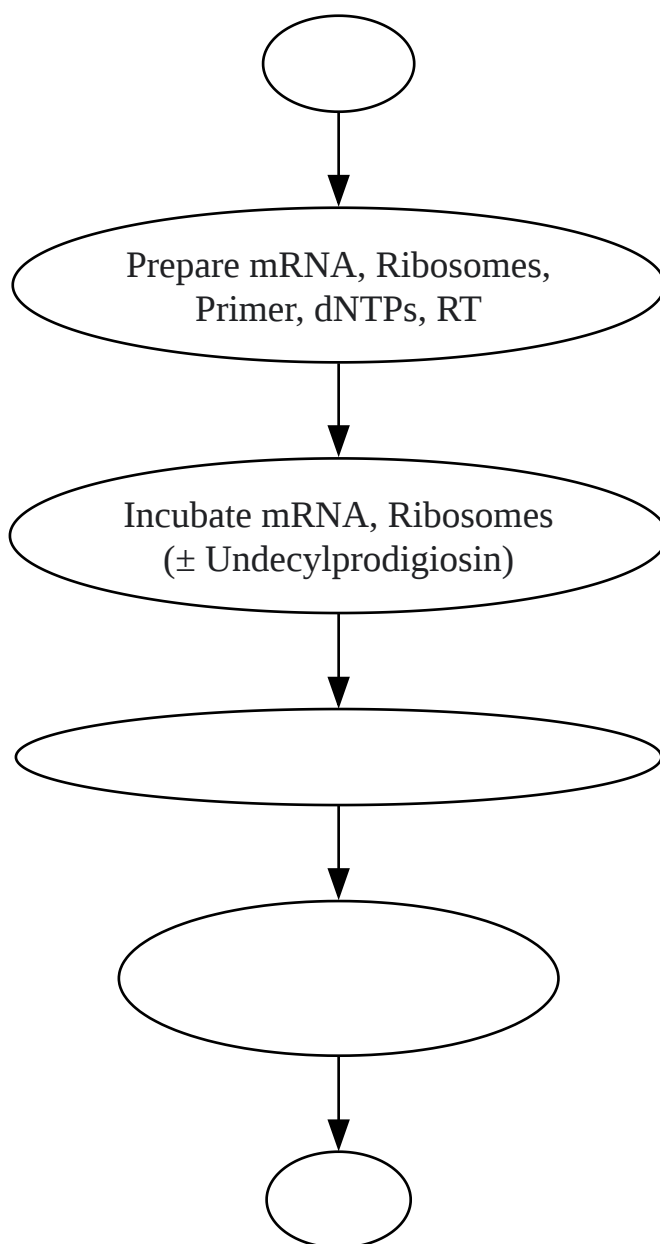 Prepare mRNA, Ribosomes,
Primer, dNTPs, RT
Incubate mRNA, Ribosomes
(± Undecylprodigiosin)